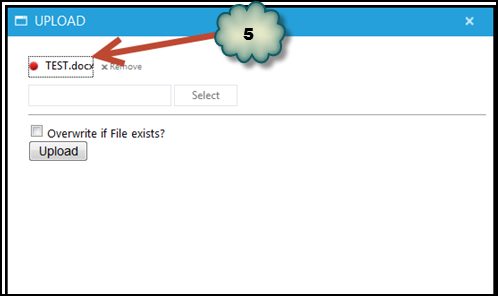 UPLOAD
5
TEST.docx
Remove
Select
Overwrite if File exists?
Upload